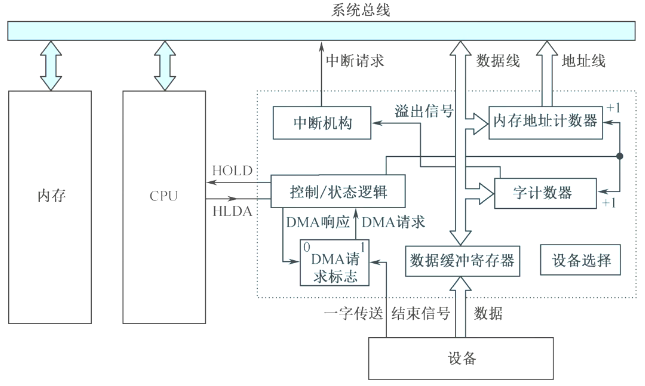 系统总线
中断请求
数据线
地址线
中断机构
溢出信号
内存地址计数器
+1
内存
CPU
HOLD
HLDA
控制/状态逻辑
字计数器
+1
DMA响应
DMA请求
0
1
DMA请
求标志
数据缓冲寄存器
设备选择
一字传送
结束信号
数据
设备